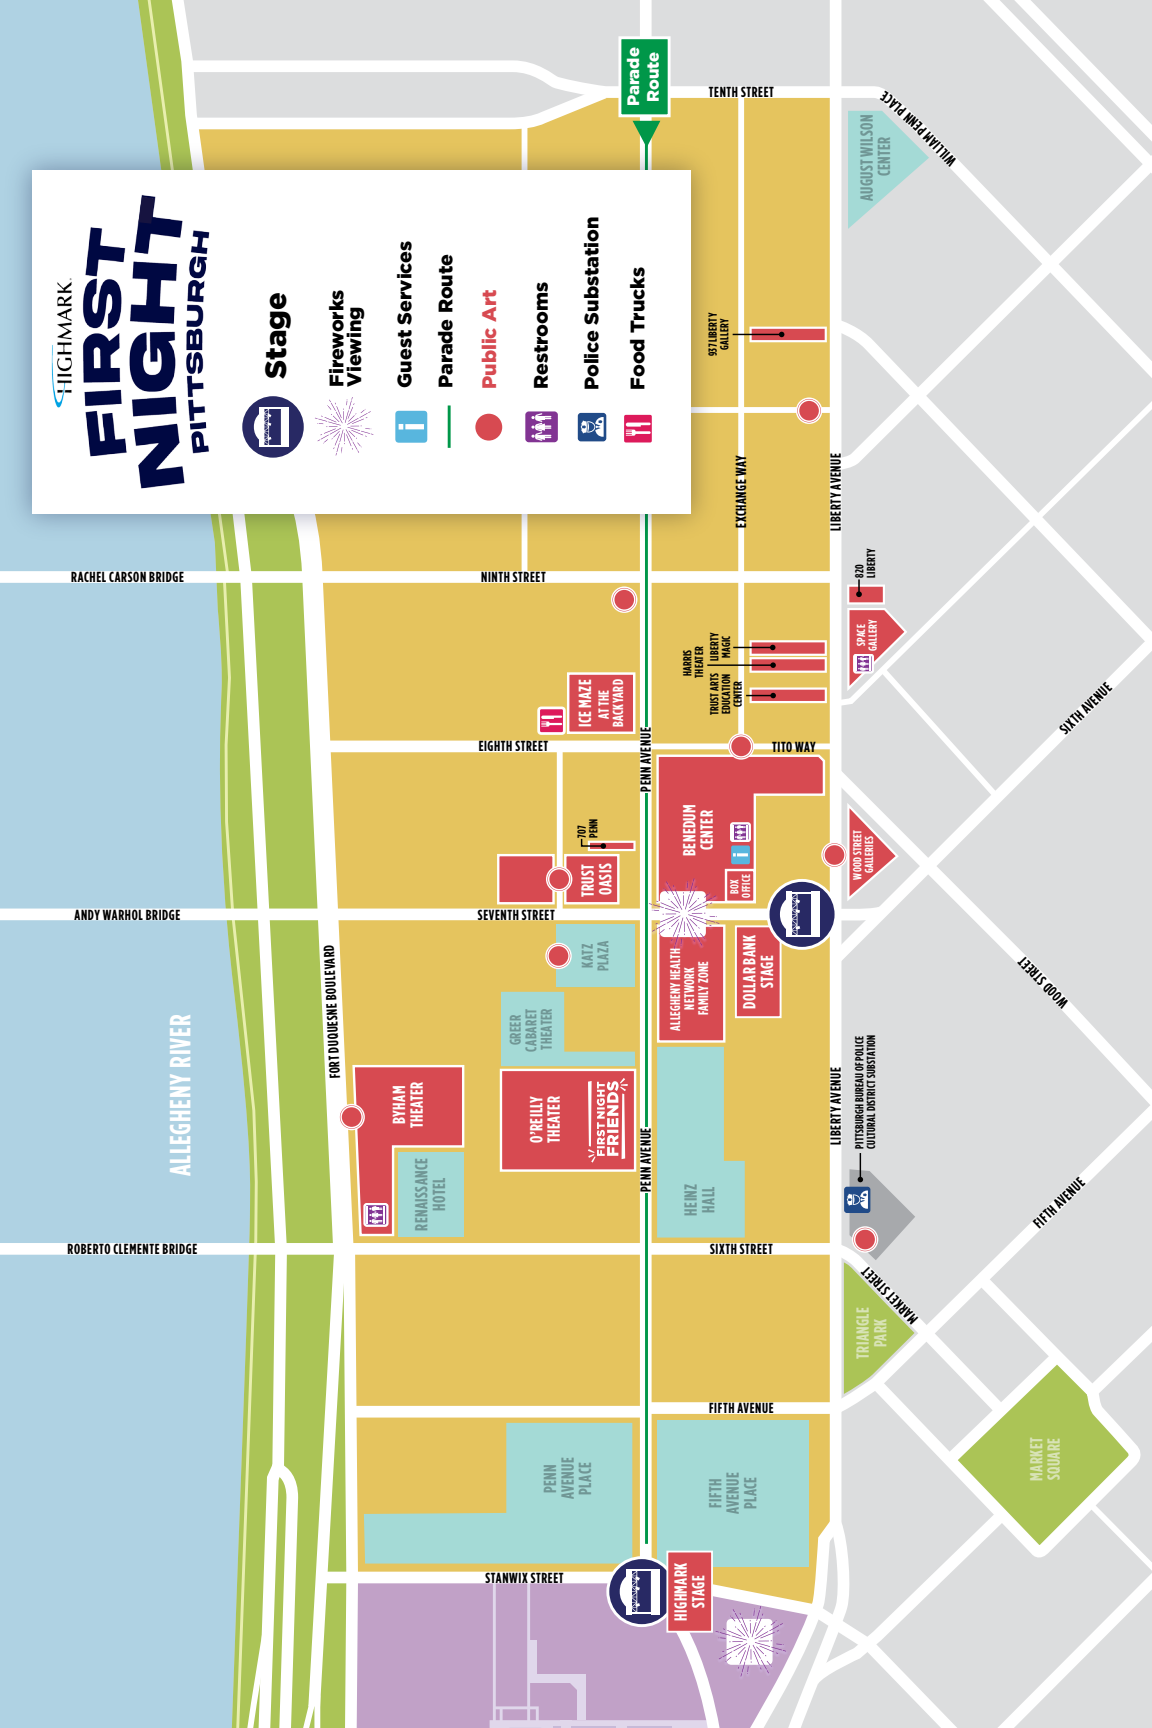 HIGHMARK.
FIRST
NIGHT
PITTSBURGH
Stage
Fireworks
Viewing
Guest Services
Parade Route
Public Art
Restrooms
Police Substation
Food Trucks
Parade
Route
TENTH STREET
WILLIAM PENN PLACE
AUGUST WILSON
CENTER
937 LIBERTY
GALLERY
EXCHANGE WAY
LIBERTY AVENUE
RACHEL CARSON BRIDGE
NINTH STREET
820
LIBERTY
SPACE
GALLERY
HARRIS
THEATER
LIBERTY
MAGIC
TRUST ARTS
EDUCATION
CENTER
ICE MAZE
AT THE
BACKYARD
EIGHTH STREET
PENN AVENUE
TITO WAY
SIXTH AVENUE
707
PENN
TRUST
OASIS
BENEDUM
CENTER
BOX
OFFICE
WOOD STREET
GALLERIES
ANDY WARHOL BRIDGE
SEVENTH STREET
FORT DUQUESNE BOULEVARD
KATZ
PLAZA
ALLEGHENY HEALTH
NETWORK
FAMILY ZONE
DOLLAR BANK
STAGE
WOOD STREET
GREER
CABARET
THEATER
ALLEGHENY RIVER
BYHAM
THEATER
O'REILLY
THEATER
FIRST NIGHT
FRIENDS
PENN AVENUE
LIBERTY AVENUE
PITTSBURGH BUREAU OF POLICE
CULTURAL DISTRICT SUBSTATION
RENAISSANCE
HOTEL
HEINZ
HALL
FIFTH AVENUE
ROBERTO CLEMENTE BRIDGE
SIXTH STREET
MARKET STREET
TRIANGLE
PARK
FIFTH AVENUE
PENN
AVENUE
PLACE
FIFTH
AVENUE
PLACE
MARKET
SQUARE
STANWIX STREET
HIGHMARK
STAGE